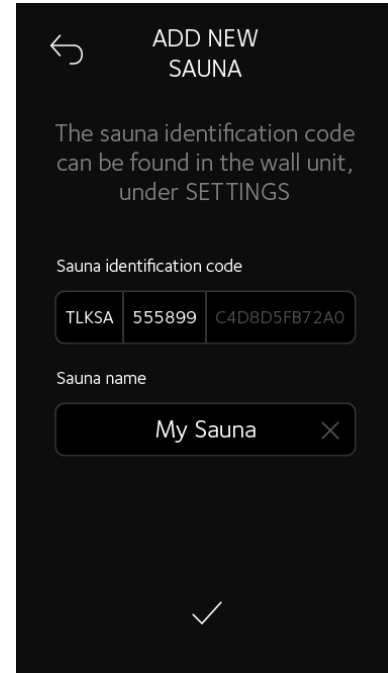 ADD NEW
SAUNA
The sauna identification code
can be found in the wall unit,
under SETTINGS
Sauna identification code
TLKSA 555899 C4D8D5FB72A0
Sauna name
My Sauna